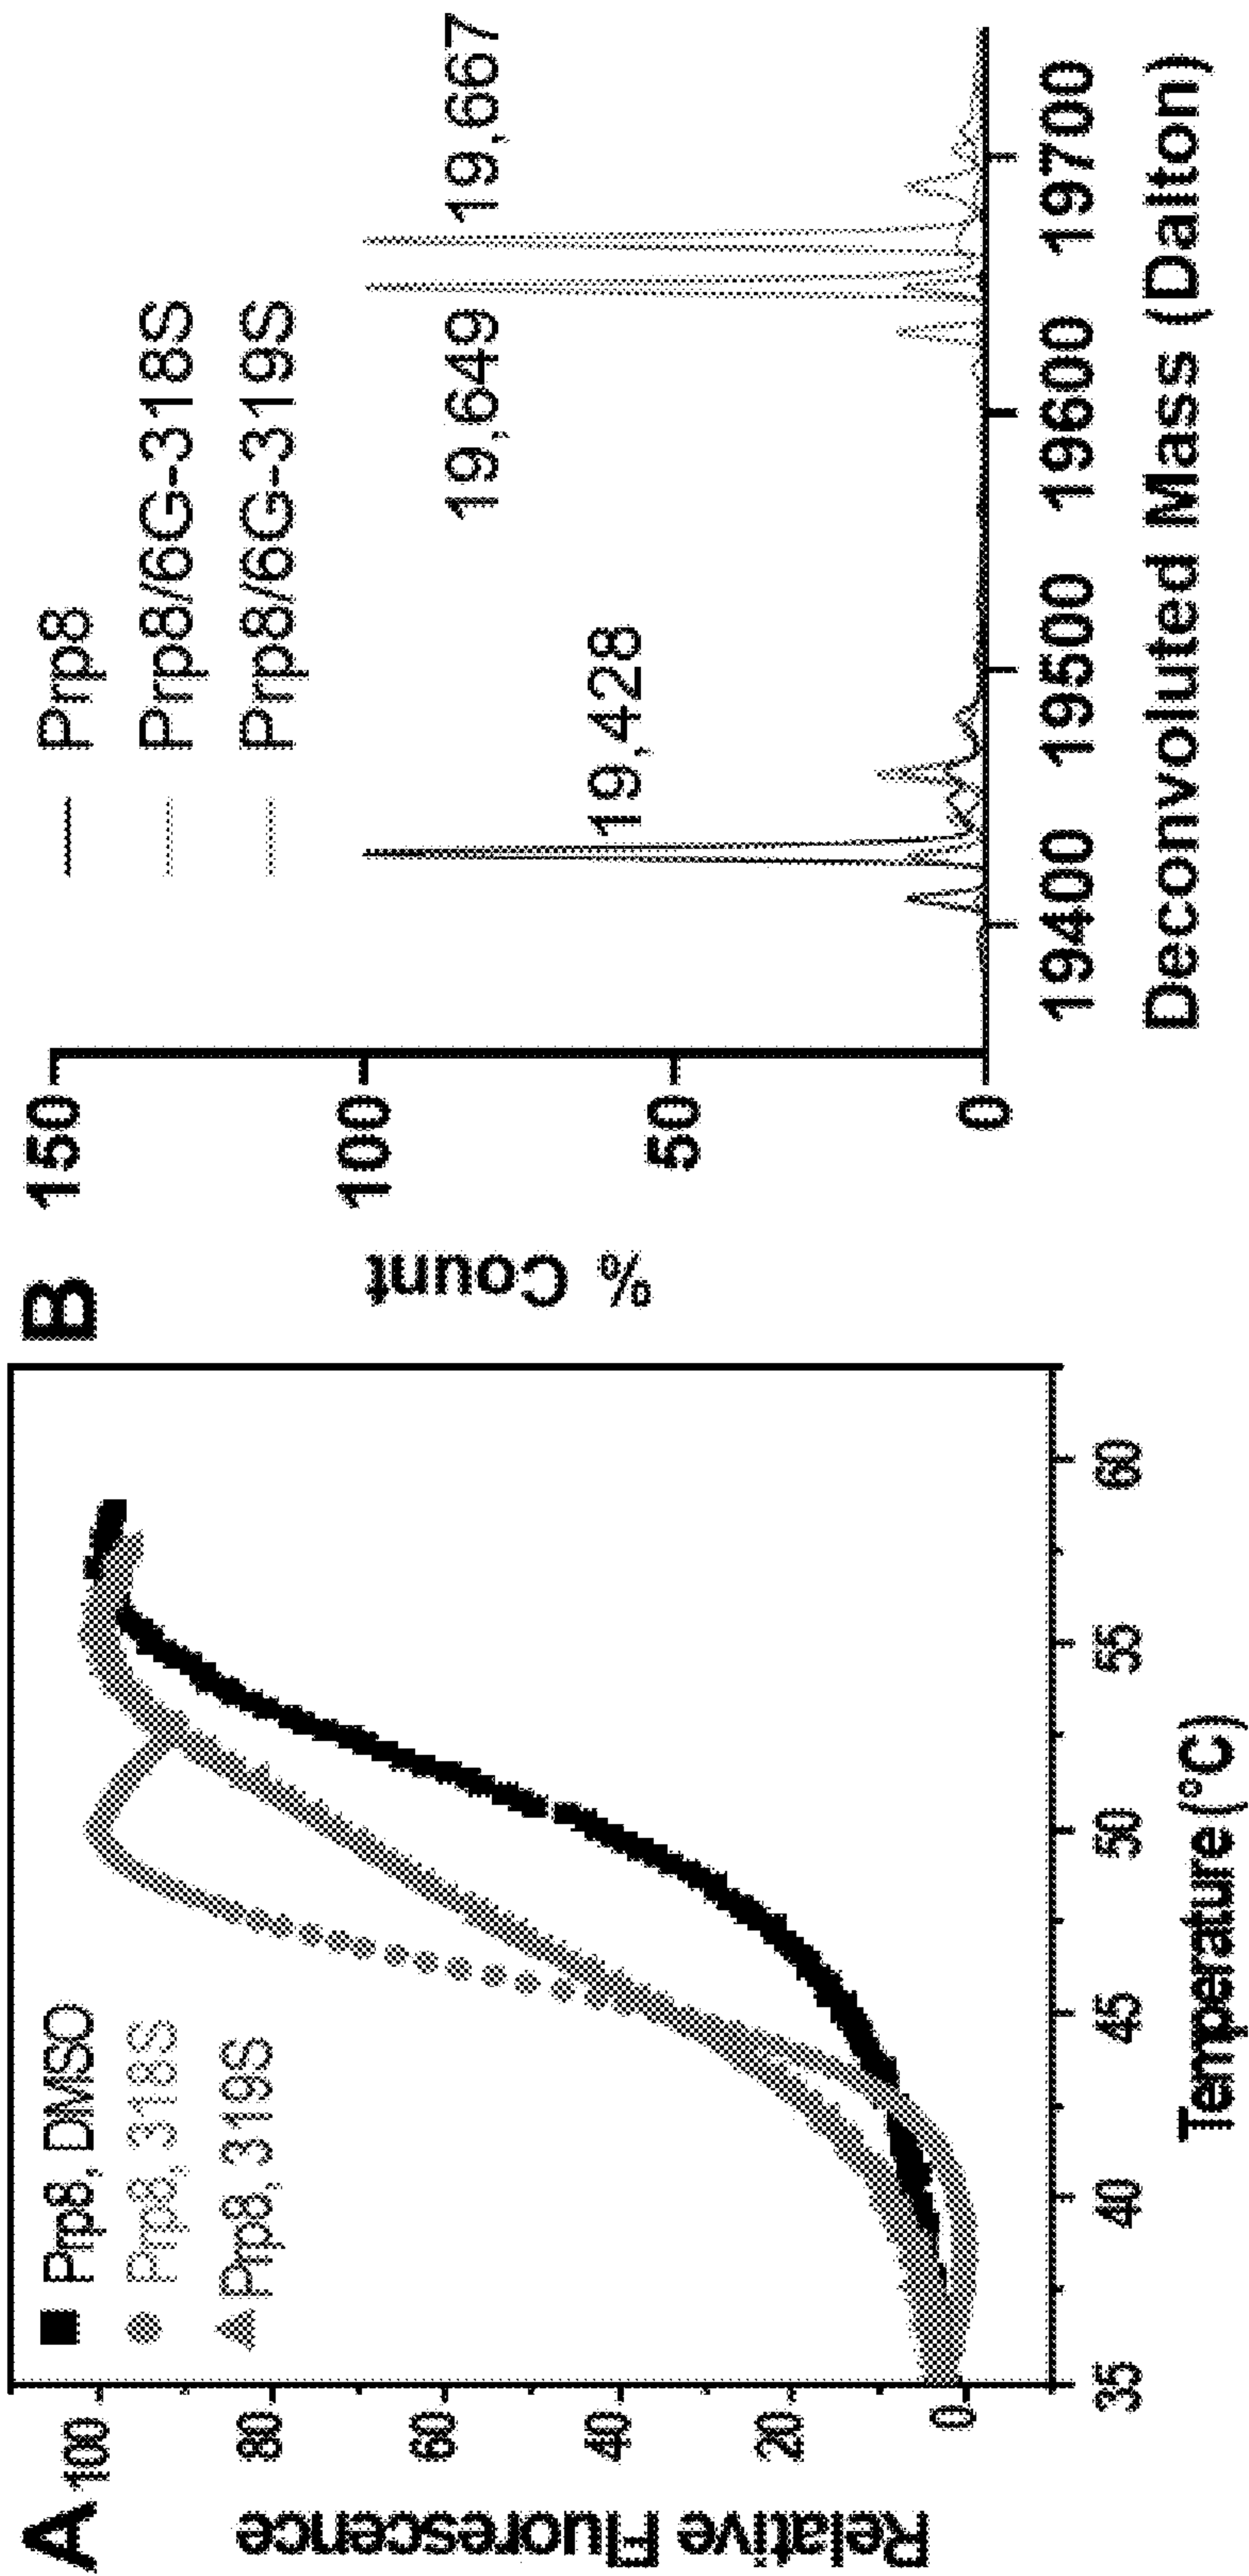 A
Relative Fluorescence
100
80
60
40
20
0
Prp8, DMSO
Prp8, 318S
Prp8, 319S
35
40
45
50
55
60
Temperature(°C)
B
% Count
150
100
50
0
Prp8
Prp8/6G-318S
Prp8/6G-319S
19,428
19,649
19,667
19400
19500
19600
19700
Deconvoluted Mass (Dalton)